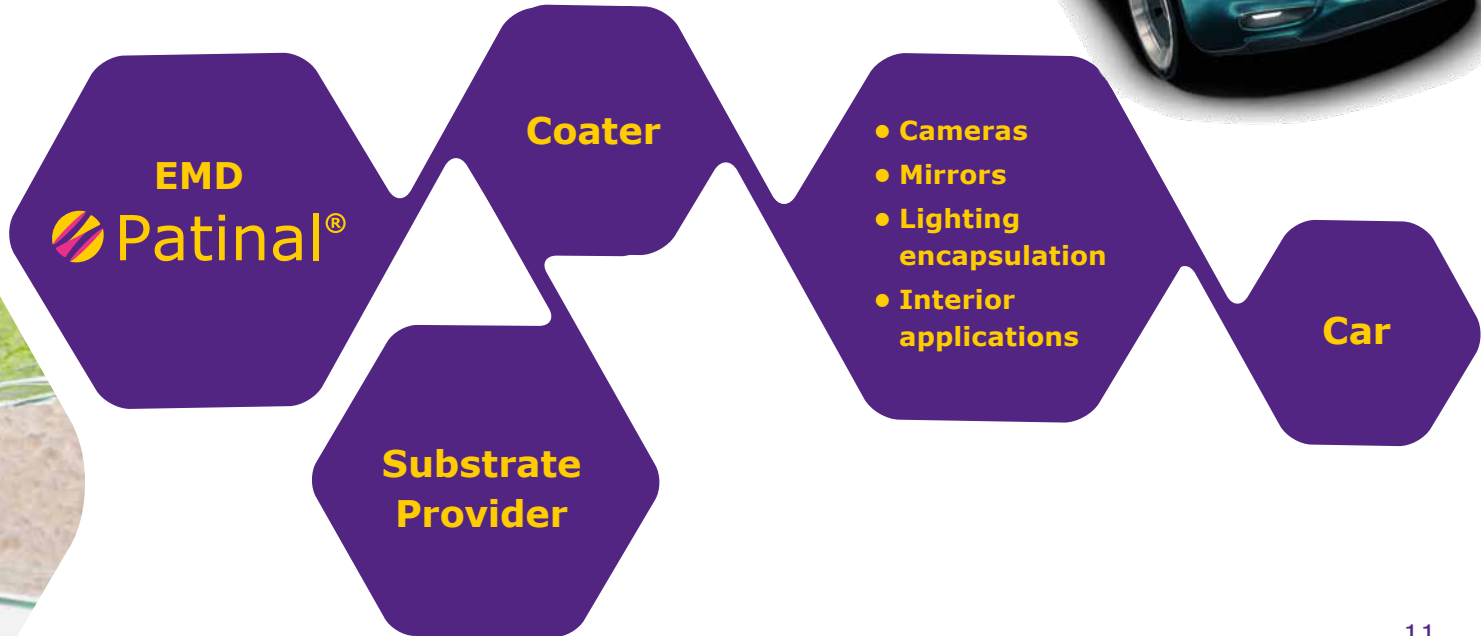 EMD
Patinal®
Coater
• Cameras
• Mirrors
• Lighting
encapsulation
• Interior
applications
Car
Substrate
Provider
11